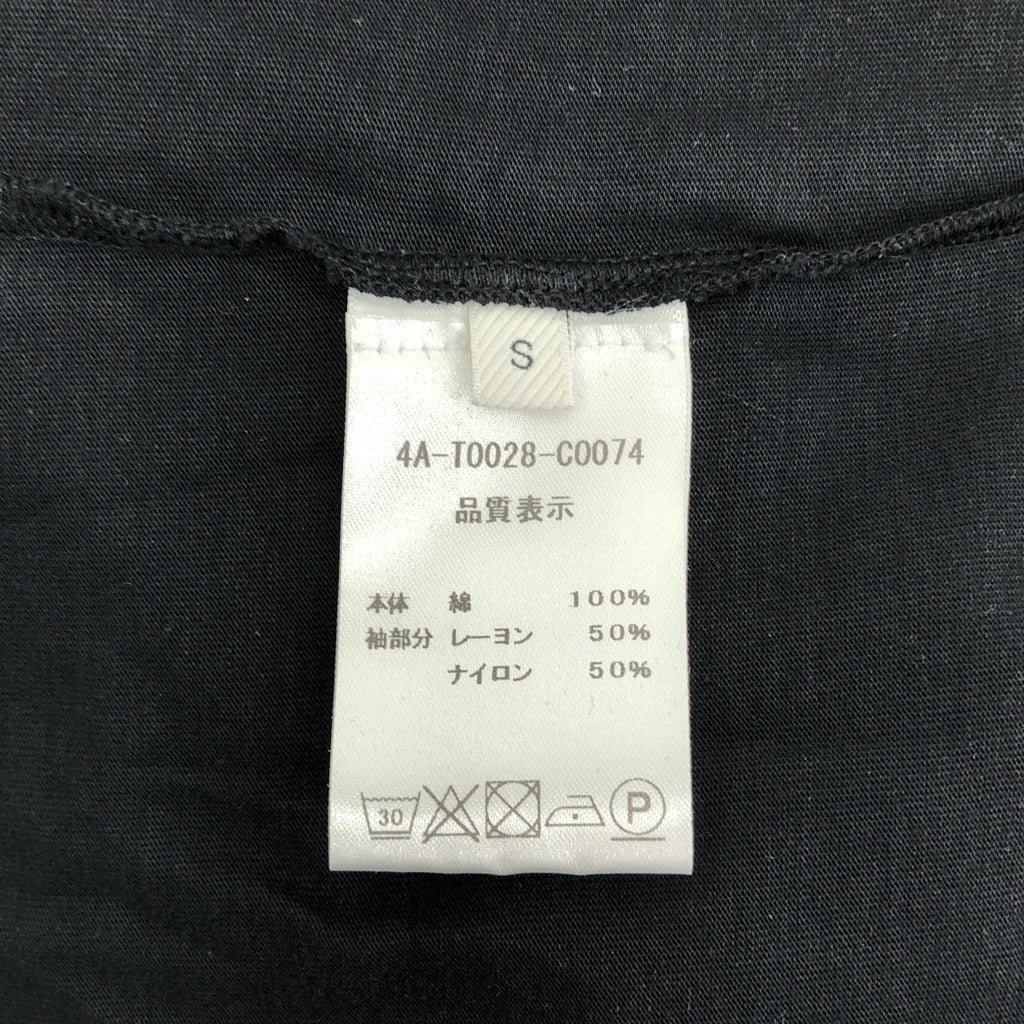 S
4A-T0028-C0074
品質表示
本体 綿 100%
袖部分 レーヨン 50%
ナイロン 50%
30 P